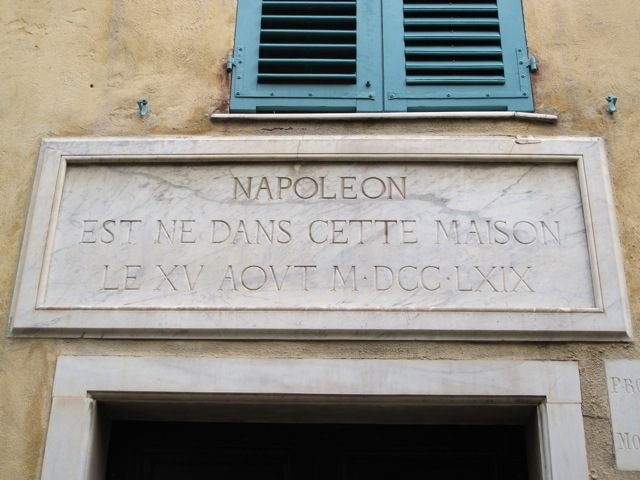 NAPOLEON
EST NE DANS CETTE MAISON
LE XV AOVT M·DCC·LXIX